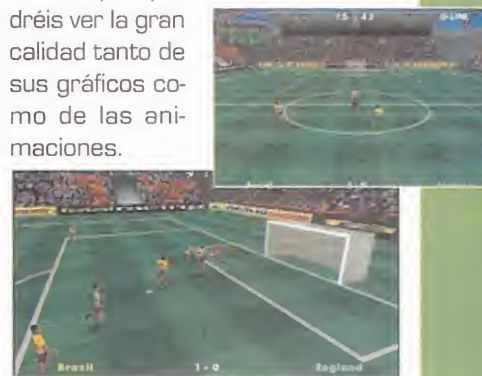 dréis ver la gran
calidad tanto de
sus gráficos co-
mo de las ani-
maciones.
Brazil 1 - 0 England